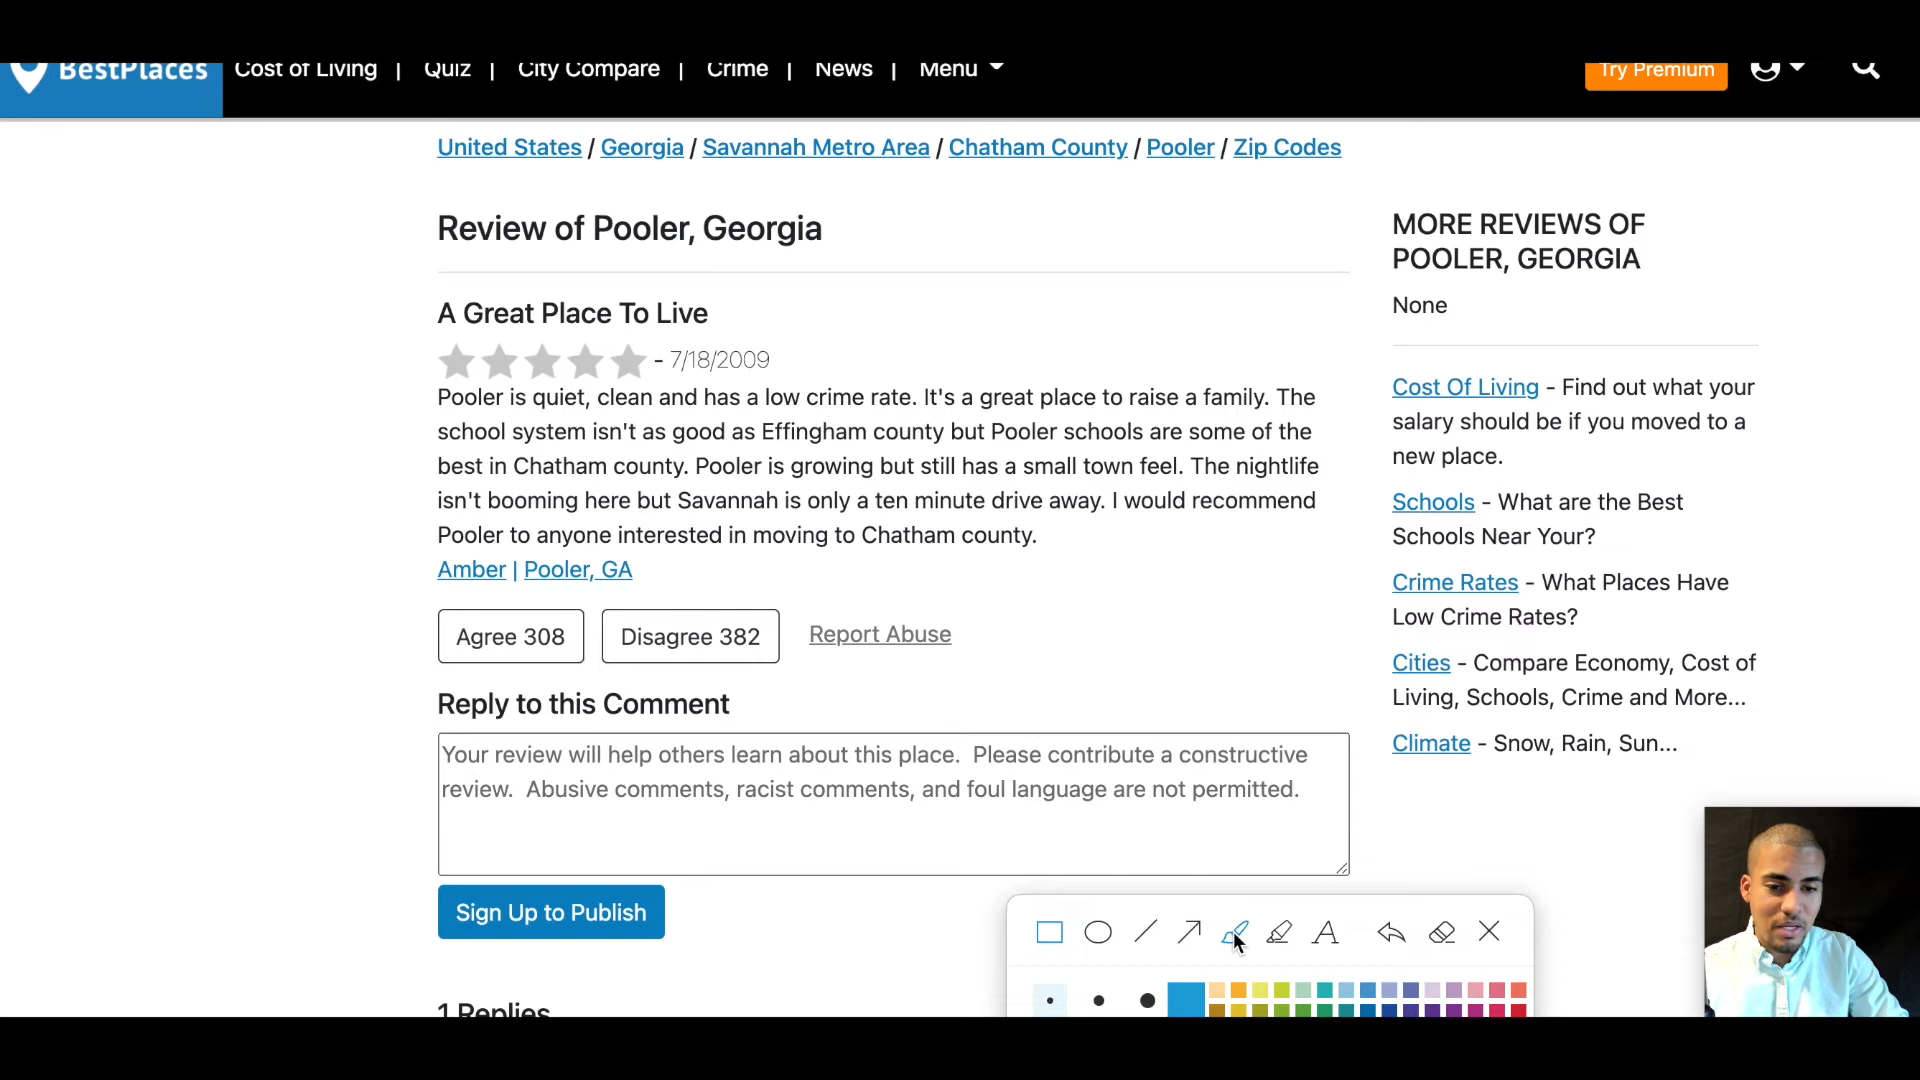 BestPlaces Cost of Living | Quiz | City Compare | Crime | News | Menu Try Premium
United States / Georgia / Savannah Metro Area / Chatham County / Pooler / Zip Codes
Review of Pooler, Georgia
A Great Place To Live
- 7/18/2009
Pooler is quiet, clean and has a low crime rate. It's a great place to raise a family. The
school system isn't as good as Effingham county but Pooler schools are some of the
best in Chatham county. Pooler is growing but still has a small town feel. The nightlife
isn't booming here but Savannah is only a ten minute drive away. I would recommend
Pooler to anyone interested in moving to Chatham county.
Amber | Pooler, GA
Agree 308 Disagree 382 Report Abuse
Reply to this Comment
Your review will help others learn about this place.  Please contribute a constructive
review.  Abusive comments, racist comments, and foul language are not permitted.
Sign Up to Publish
1 Replies
MORE REVIEWS OF
POOLER, GEORGIA
None
Cost Of Living - Find out what your
salary should be if you moved to a
new place.
Schools - What are the Best
Schools Near Your?
Crime Rates - What Places Have
Low Crime Rates?
Cities - Compare Economy, Cost of
Living, Schools, Crime and More...
Climate - Snow, Rain, Sun...
A